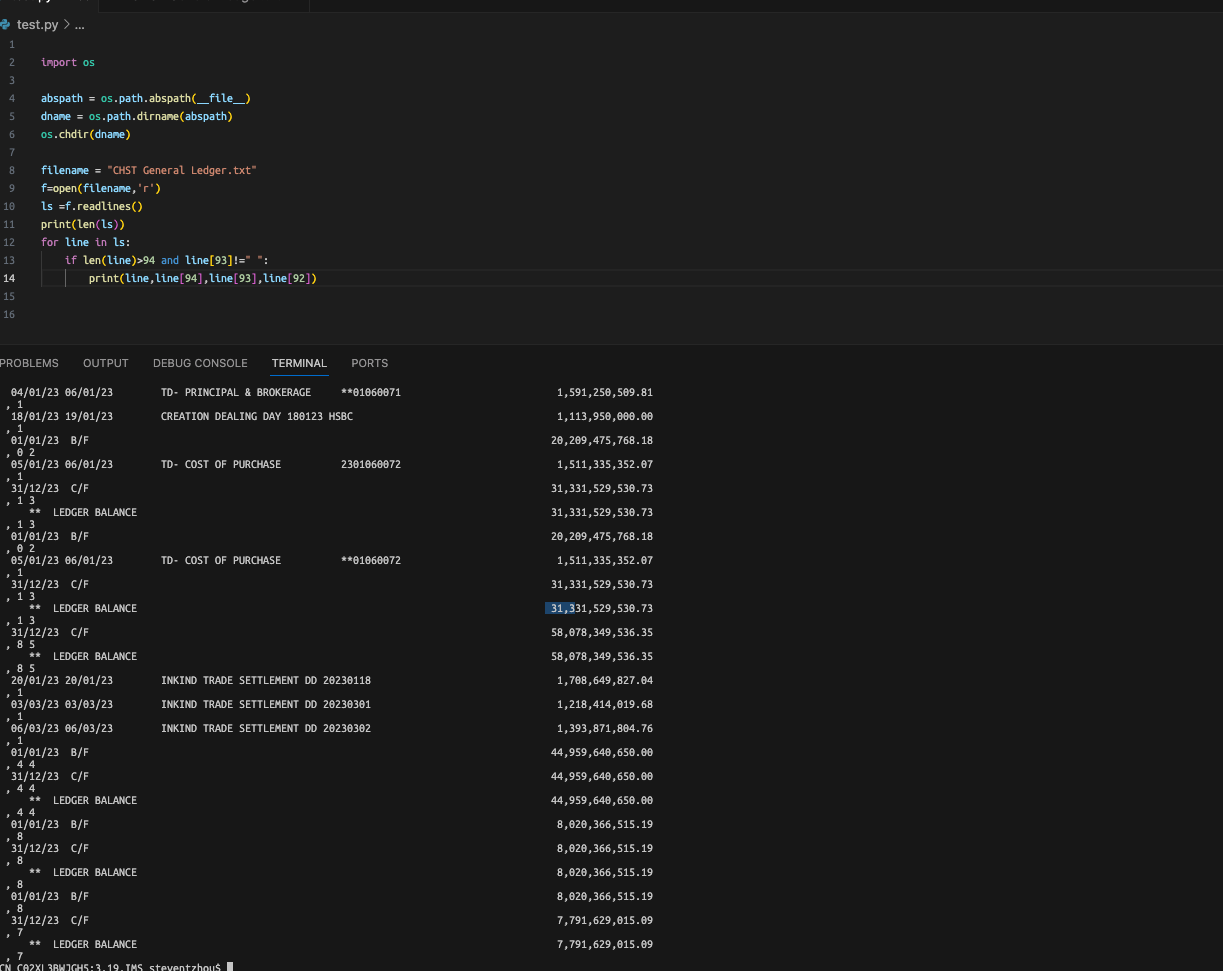 test.py > ...
1
2 import os
3
4 abspath = os.path.abspath(__file__)
5 dname = os.path.dirname(abspath)
6 os.chdir(dname)
7
8 filename = "CHST General Ledger.txt"
9 f=open(filename,'r')
10 ls =f.readlines()
11 print(len(ls))
12 for line in ls:
13 if len(line)>94 and line[93]!=" ":
14 print(line,line[94],line[93],line[92])
15
16
PROBLEMS OUTPUT DEBUG CONSOLE TERMINAL PORTS
04/01/23 06/01/23 TD- PRINCIPAL & BROKERAGE **01060071 1,591,250,509.81
, 1
18/01/23 19/01/23 CREATION DEALING DAY 180123 HSBC 1,113,950,000.00
, 1
01/01/23 B/F 20,209,475,768.18
, 0 2
05/01/23 06/01/23 TD- COST OF PURCHASE 2301060072 1,511,335,352.07
, 1
31/12/23 C/F 31,331,529,530.73
, 1 3
** LEDGER BALANCE 31,331,529,530.73
, 1 3
01/01/23 B/F 20,209,475,768.18
, 0 2
05/01/23 06/01/23 TD- COST OF PURCHASE **01060072 1,511,335,352.07
, 1
31/12/23 C/F 31,331,529,530.73
, 1 3
** LEDGER BALANCE 31,331,529,530.73
, 1 3
31/12/23 C/F 58,078,349,536.35
, 8 5
** LEDGER BALANCE 58,078,349,536.35
, 8 5
20/01/23 20/01/23 INKIND TRADE SETTLEMENT DD 20230118 1,708,649,827.04
, 1
03/03/23 03/03/23 INKIND TRADE SETTLEMENT DD 20230301 1,218,414,019.68
, 1
06/03/23 06/03/23 INKIND TRADE SETTLEMENT DD 20230302 1,393,871,804.76
, 1
01/01/23 B/F 44,959,640,650.00
, 4 4
31/12/23 C/F 44,959,640,650.00
, 4 4
** LEDGER BALANCE 44,959,640,650.00
, 4 4
01/01/23 B/F 8,020,366,515.19
, 8
31/12/23 C/F 8,020,366,515.19
, 8
** LEDGER BALANCE 8,020,366,515.19
, 8
01/01/23 B/F 8,020,366,515.19
, 8
31/12/23 C/F 7,791,629,015.09
, 7
** LEDGER BALANCE 7,791,629,015.09
, 7
steventzhou$